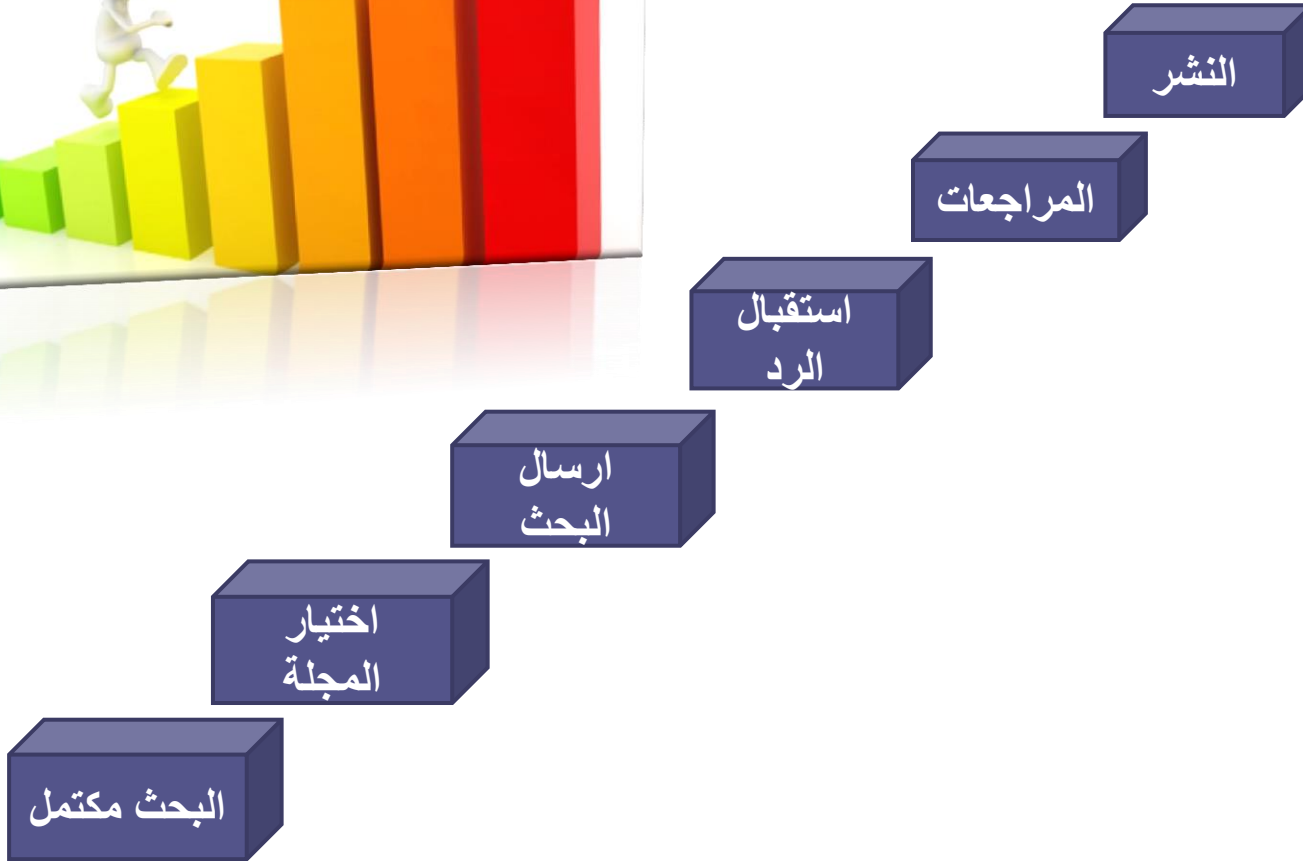 النشر
المراجعات
استقبال
الرد
ارسال
البحث
اختيار
المجلة
البحث مكتمل